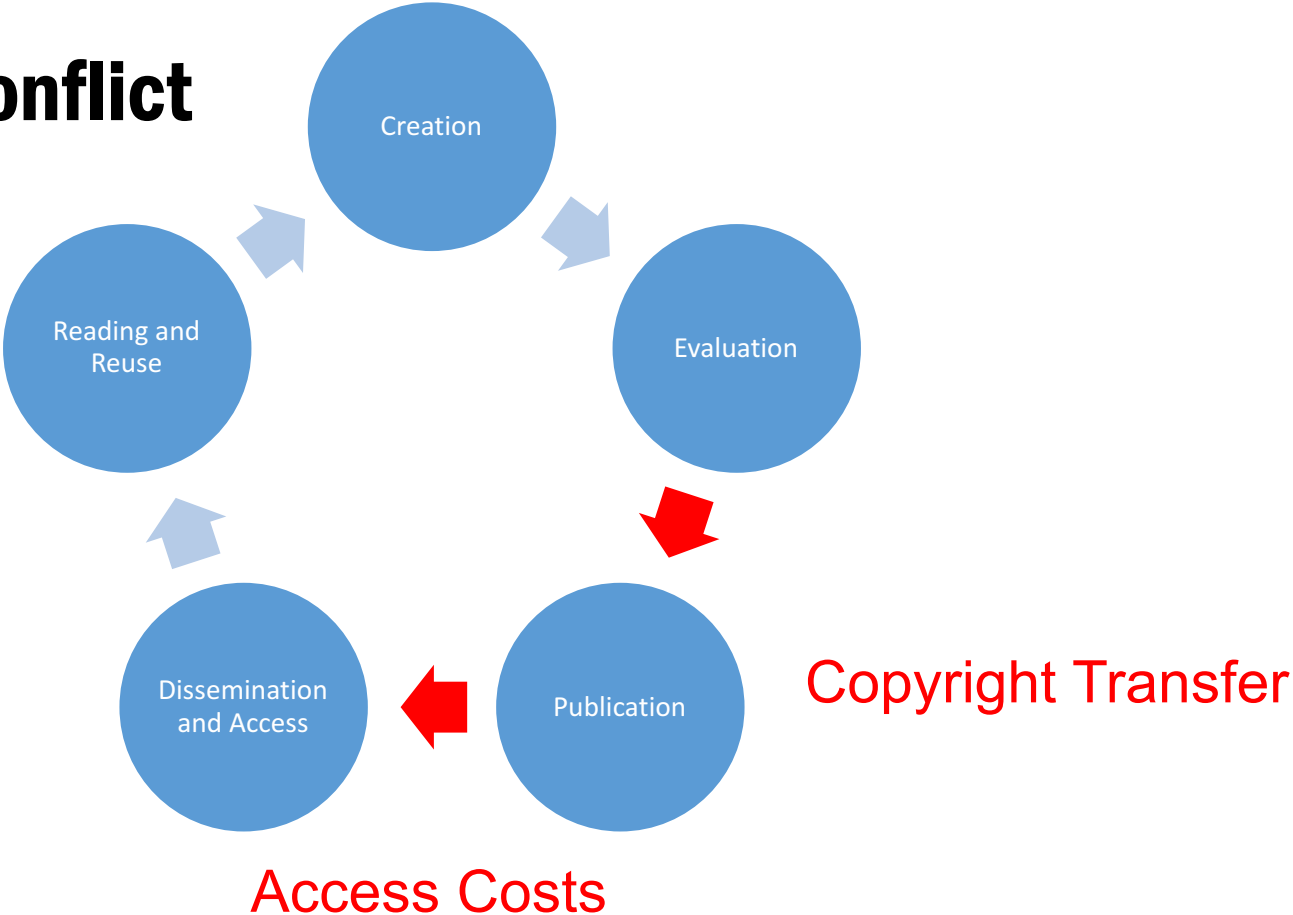 onflict
Creation
Evaluation
Reading and
Reuse
Publication
Copyright Transfer
Dissemination
and Access
Access Costs